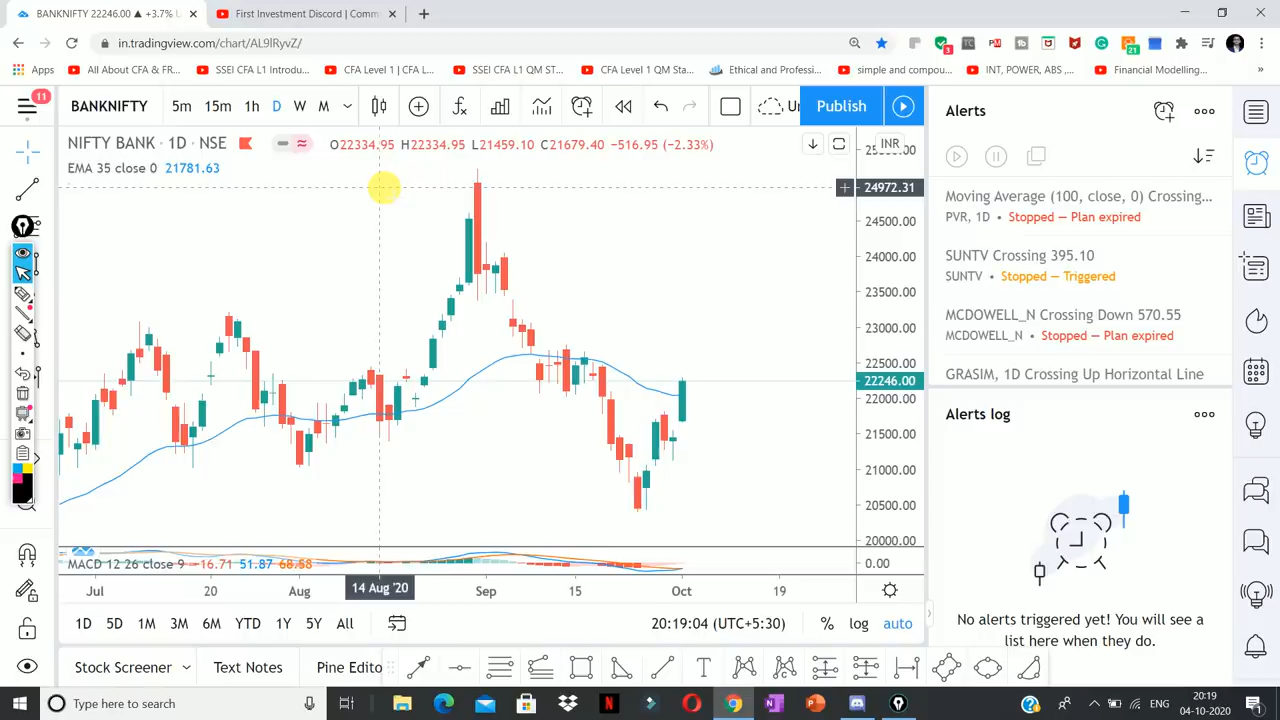 BANKNIFTY 22246.00 ▲ +3.7% U
First Investment Discord | Comm
in.tradingview.com/chart/AL9lRyvZ/
3
21
Apps
All About CFA & FR...
SSEI CFA L1 Introdu...
CFA Level 1 | CFA L...
SSEI CFA L1 QM ST...
CFA Level 1 QM Sta...
Ethical and Profess...
simple and compou...
INT, POWER, ABS ,...
Financial Modelling...
»
11
BANKNIFTY
5m
15m
1h
D
W
M
Un
Publish
Alerts
NIFTY BANK · 1D · NSE
O22334.95 H22334.95 L21459.10 C21679.40 -516.95 (-2.33%)
INR
EMA 35 close 0 21781.63
24972.31
24500.00
24000.00
23500.00
23000.00
22500.00
22246.00
22000.00
21500.00
21000.00
20500.00
20000.00
Moving Average (100, close, 0) Crossing...
PVR, 1D • Stopped — Plan expired
SUNTV Crossing 395.10
SUNTV • Stopped — Triggered
MCDOWELL_N Crossing Down 570.55
MCDOWELL_N • Stopped — Plan expired
GRASIM, 1D Crossing Up Horizontal Line
Alerts log
No alerts triggered yet! You will see a
list here when they do.
MACD 12 26 close 9 -16.71 51.87 68.58
0.00
Jul
20
Aug
14 Aug '20
Sep
15
Oct
19
1D 5D 1M 3M 6M YTD 1Y 5Y All
20:19:04 (UTC+5:30)
% log auto
Stock Screener
Text Notes
Pine Edito
Type here to search
ENG
20:19
04-10-2020